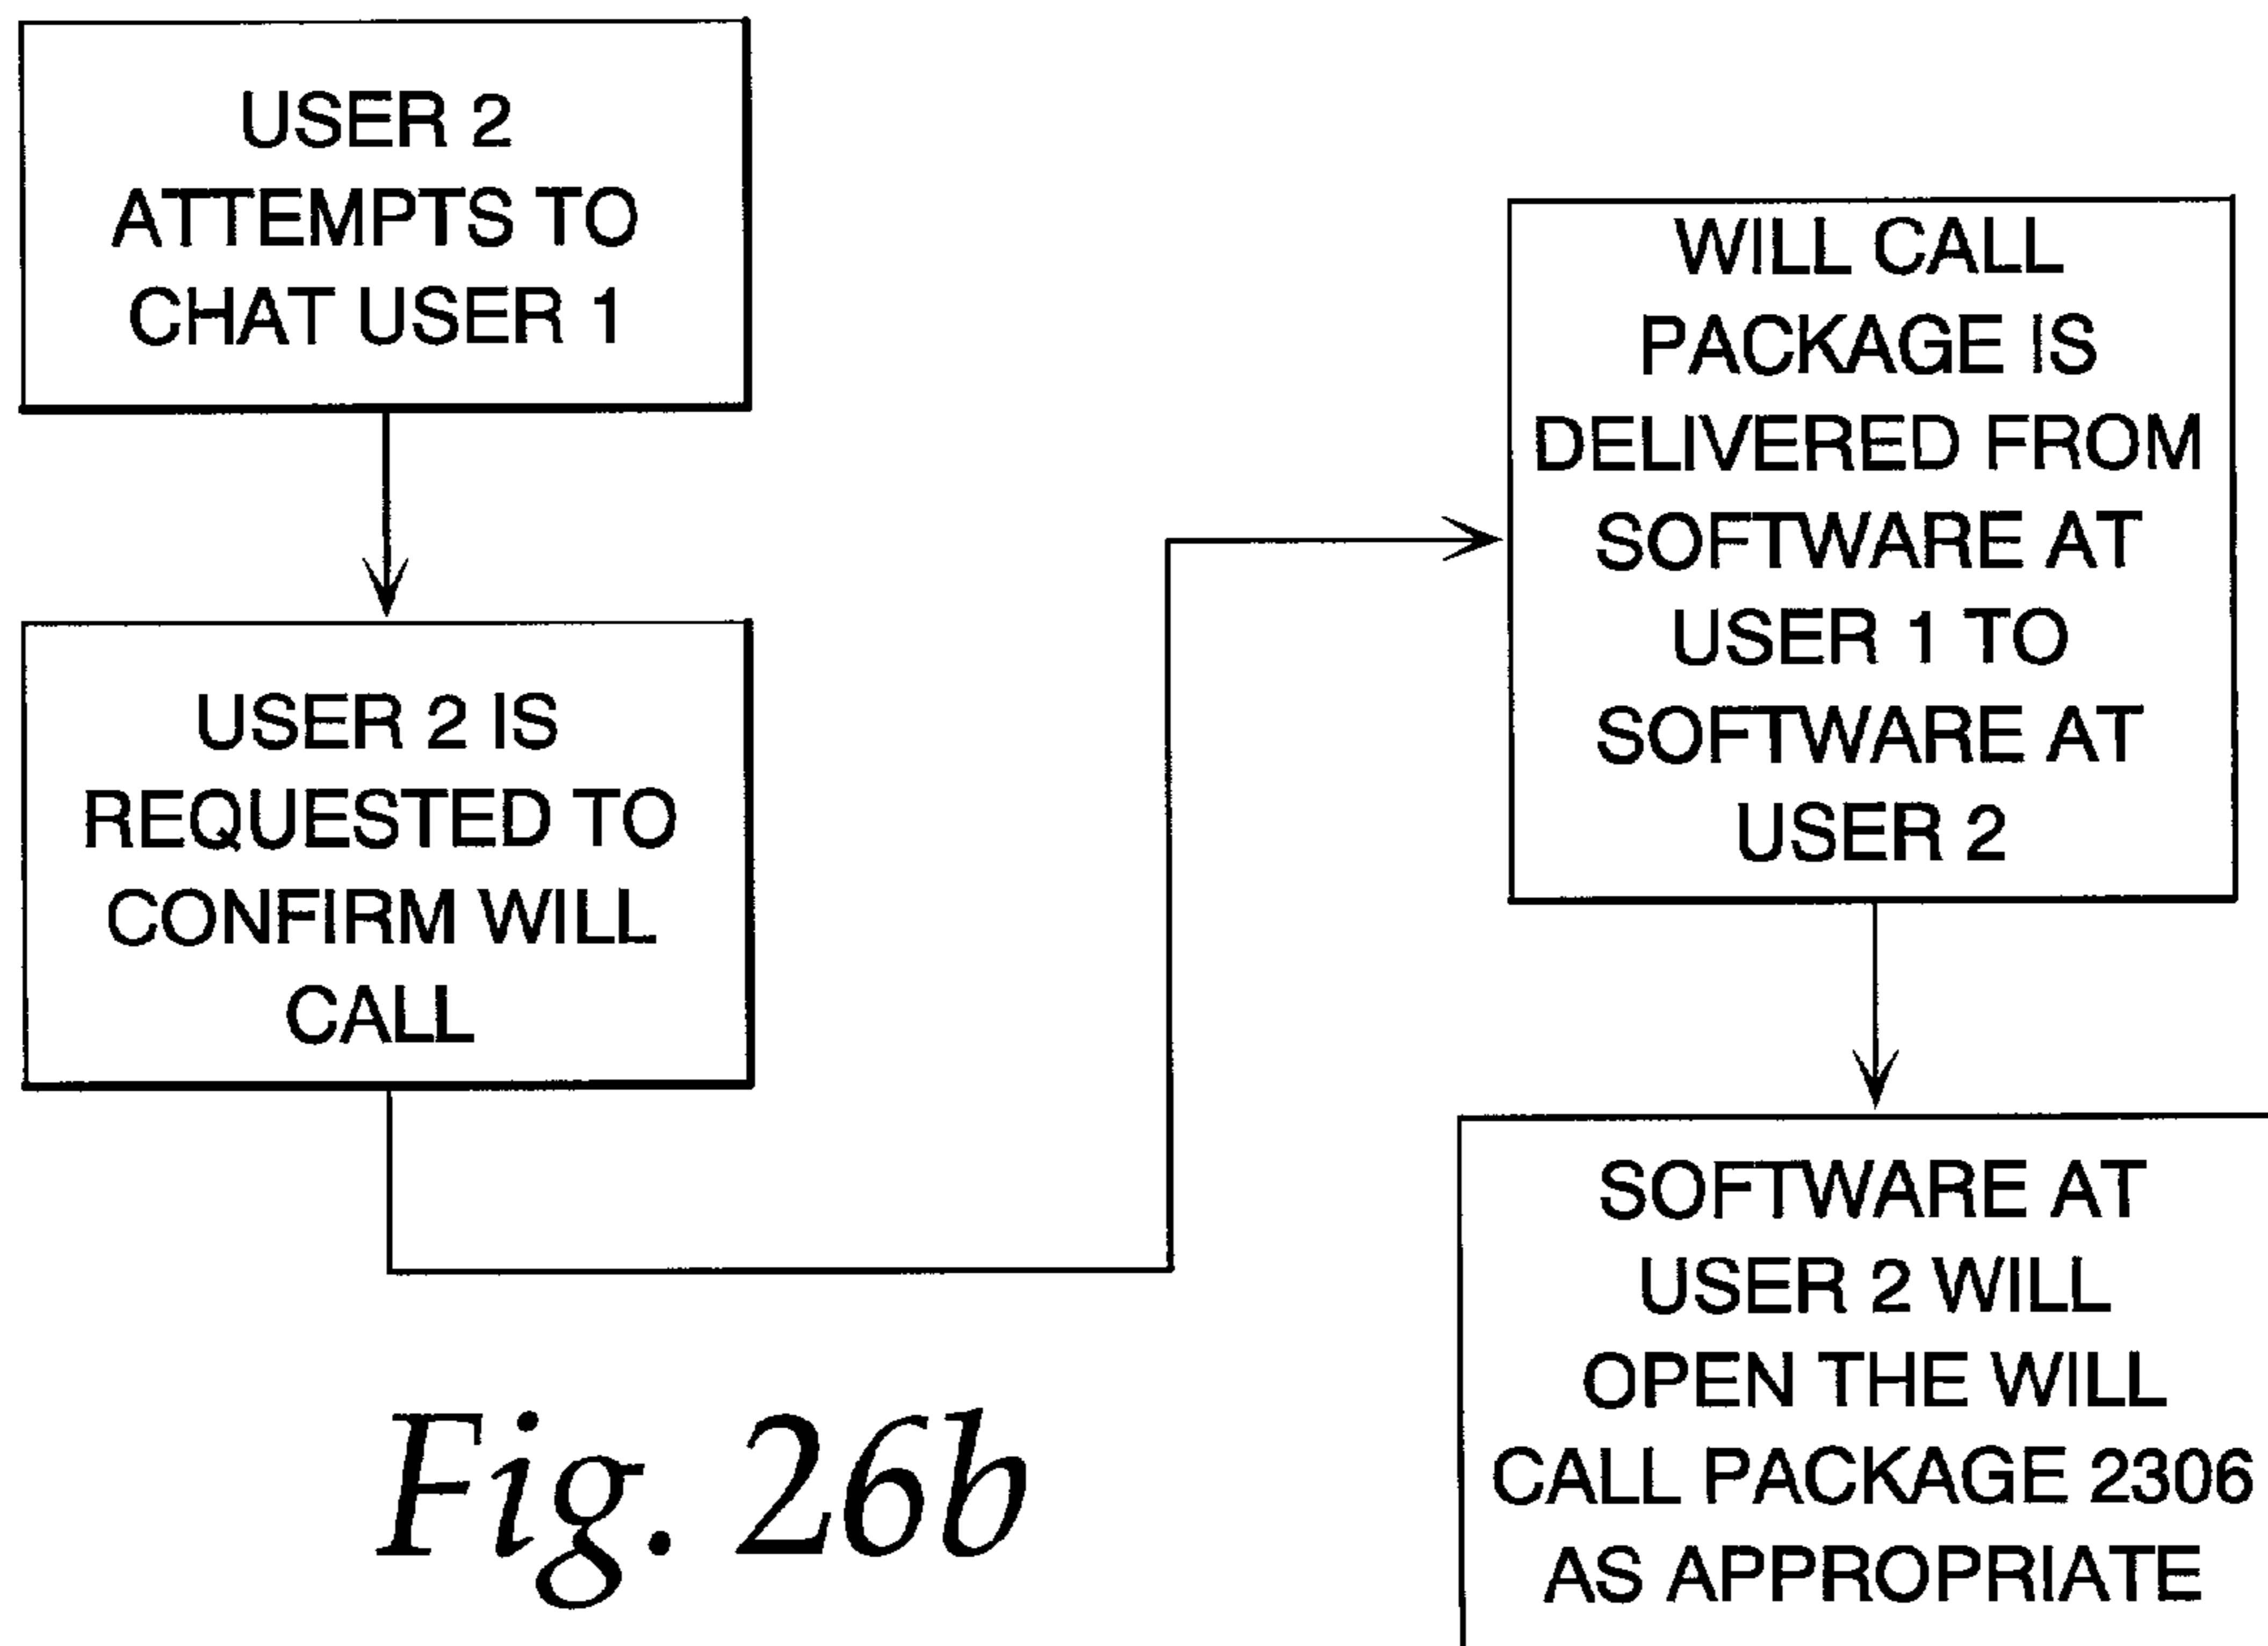 USER 2
ATTEMPTS TO
CHAT USER 1
USER 2 IS
REQUESTED TO
CONFIRM WILL
CALL
WILL CALL
PACKAGE IS
DELIVERED FROM
SOFTWARE AT
USER 1 TO
SOFTWARE AT
USER 2
SOFTWARE AT
USER 2 WILL
OPEN THE WILL
CALL PACKAGE 2306
AS APPROPRIATE
Fig. 26b